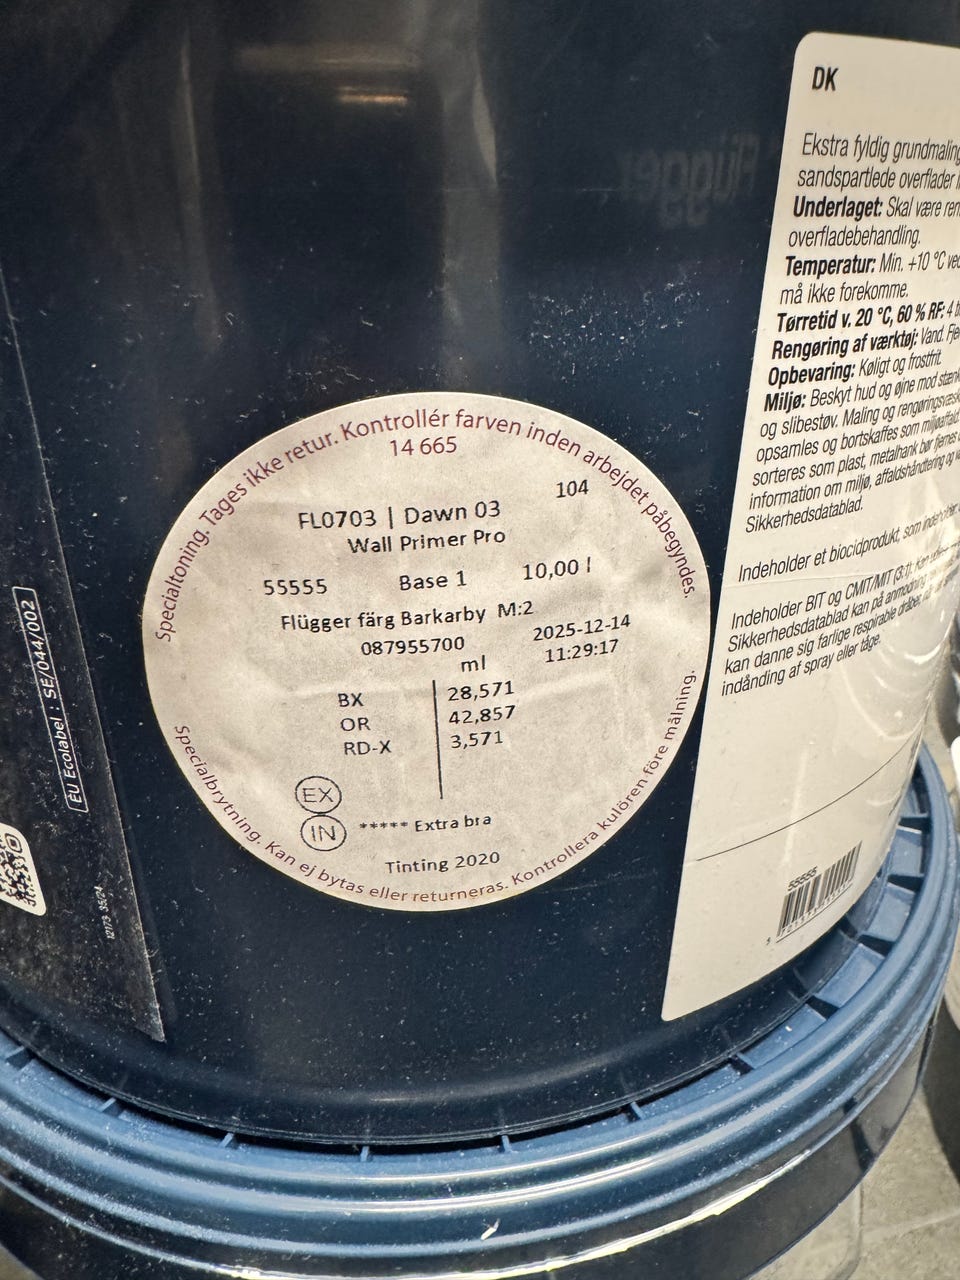 Flügger
DK
Ekstra fyldig grundmaling
sandspartlede overflader
Underlaget: Skal være
overfladebehandling.
Temperatur: Min. +10 °C
må ikke forekomme.
Tørretid v. 20 °C, 60 % RF: 4
Rengøring af værktøj: Vand.
Opbevaring: Køligt og frostfrit.
Miljø: Beskyt hud og øjne mod
og slibestøv. Maling og
opsamles og bortskaffes som
sorteres som plast, metalhank bør fjernes
information om miljø, affaldshåndtering og
Sikkerhedsdatablad.
Indeholder et biocidprodukt, som
Indeholder BIT og CMIT/MIT (3:1).
Sikkerhedsdatablad kan på anmodning
kan danne sig farlige respirable dråber,
indånding af spray eller tåge.
55555
Specialtoning. Tages ikke retur. Kontrollér farven inden arbejdet påbegyndes.
14 665
104
FL0703 | Dawn 03
Wall Primer Pro
55555 Base 1 10,00 l
Flügger färg Barkarby M:2
087955700 2025-12-14
ml 11:29:17
BX 28,571
OR 42,857
RD-X 3,571
EX
IN ***** Extra bra
Tinting 2020
Specialbrytning. Kan ej bytas eller returneras. Kontrollera kulören före målning.
EU Ecolabel : SE/044/002